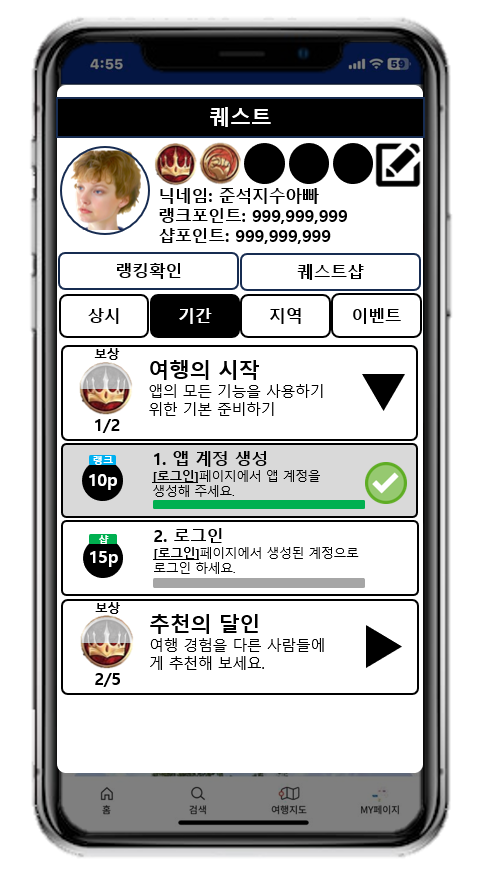 4:55
59
퀘스트
닉네임: 준석지수아빠
랭크포인트: 999,999,999
샵포인트: 999,999,999
랭킹확인
퀘스트샵
상시
기간
지역
이벤트
보상
여행의 시작
앱의 모든 기능을 사용하기
위한 기본 준비하기
1/2
랭크
10p
1. 앱 계정 생성
[로그인]페이지에서 앱 계정을
생성해 주세요.
샵
15p
2. 로그인
[로그인]페이지에서 생성된 계정으로
로그인 하세요.
보상
추천의 달인
여행 경험을 다른 사람들에
게 추천해 보세요.
2/5
홈
검색
여행지도
MY페이지